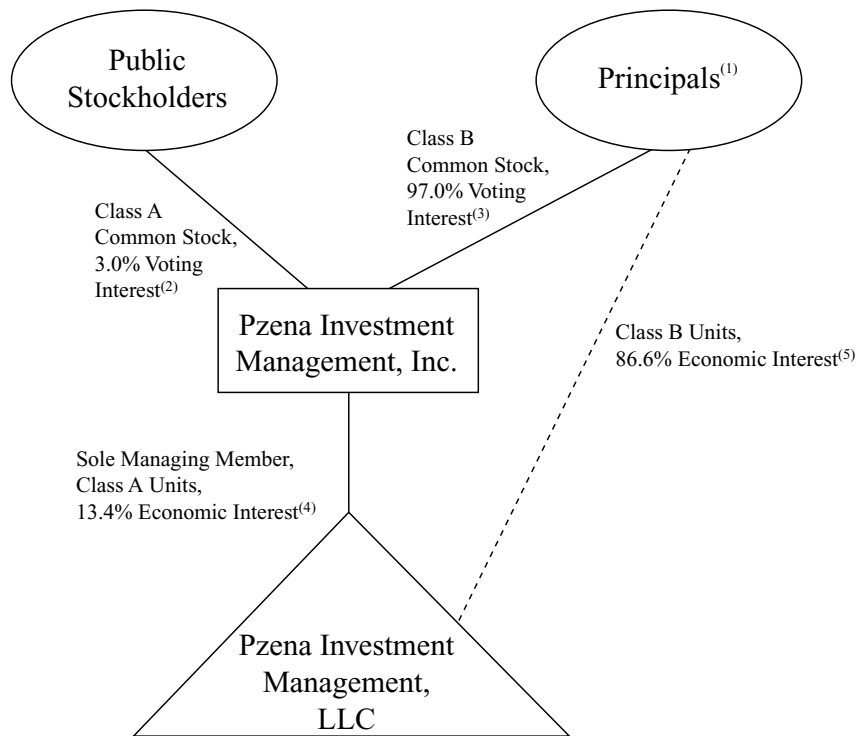 Public
Stockholders
Principals(1)
Class B
Common Stock,
97.0% Voting
Interest(3)
Class A
Common Stock,
3.0% Voting
Interest(2)
Pzena Investment
Management, Inc.
Class B Units,
86.6% Economic Interest(5)
Sole Managing Member,
Class A Units,
13.4% Economic Interest(4)
Pzena Investment
Management,
LLC